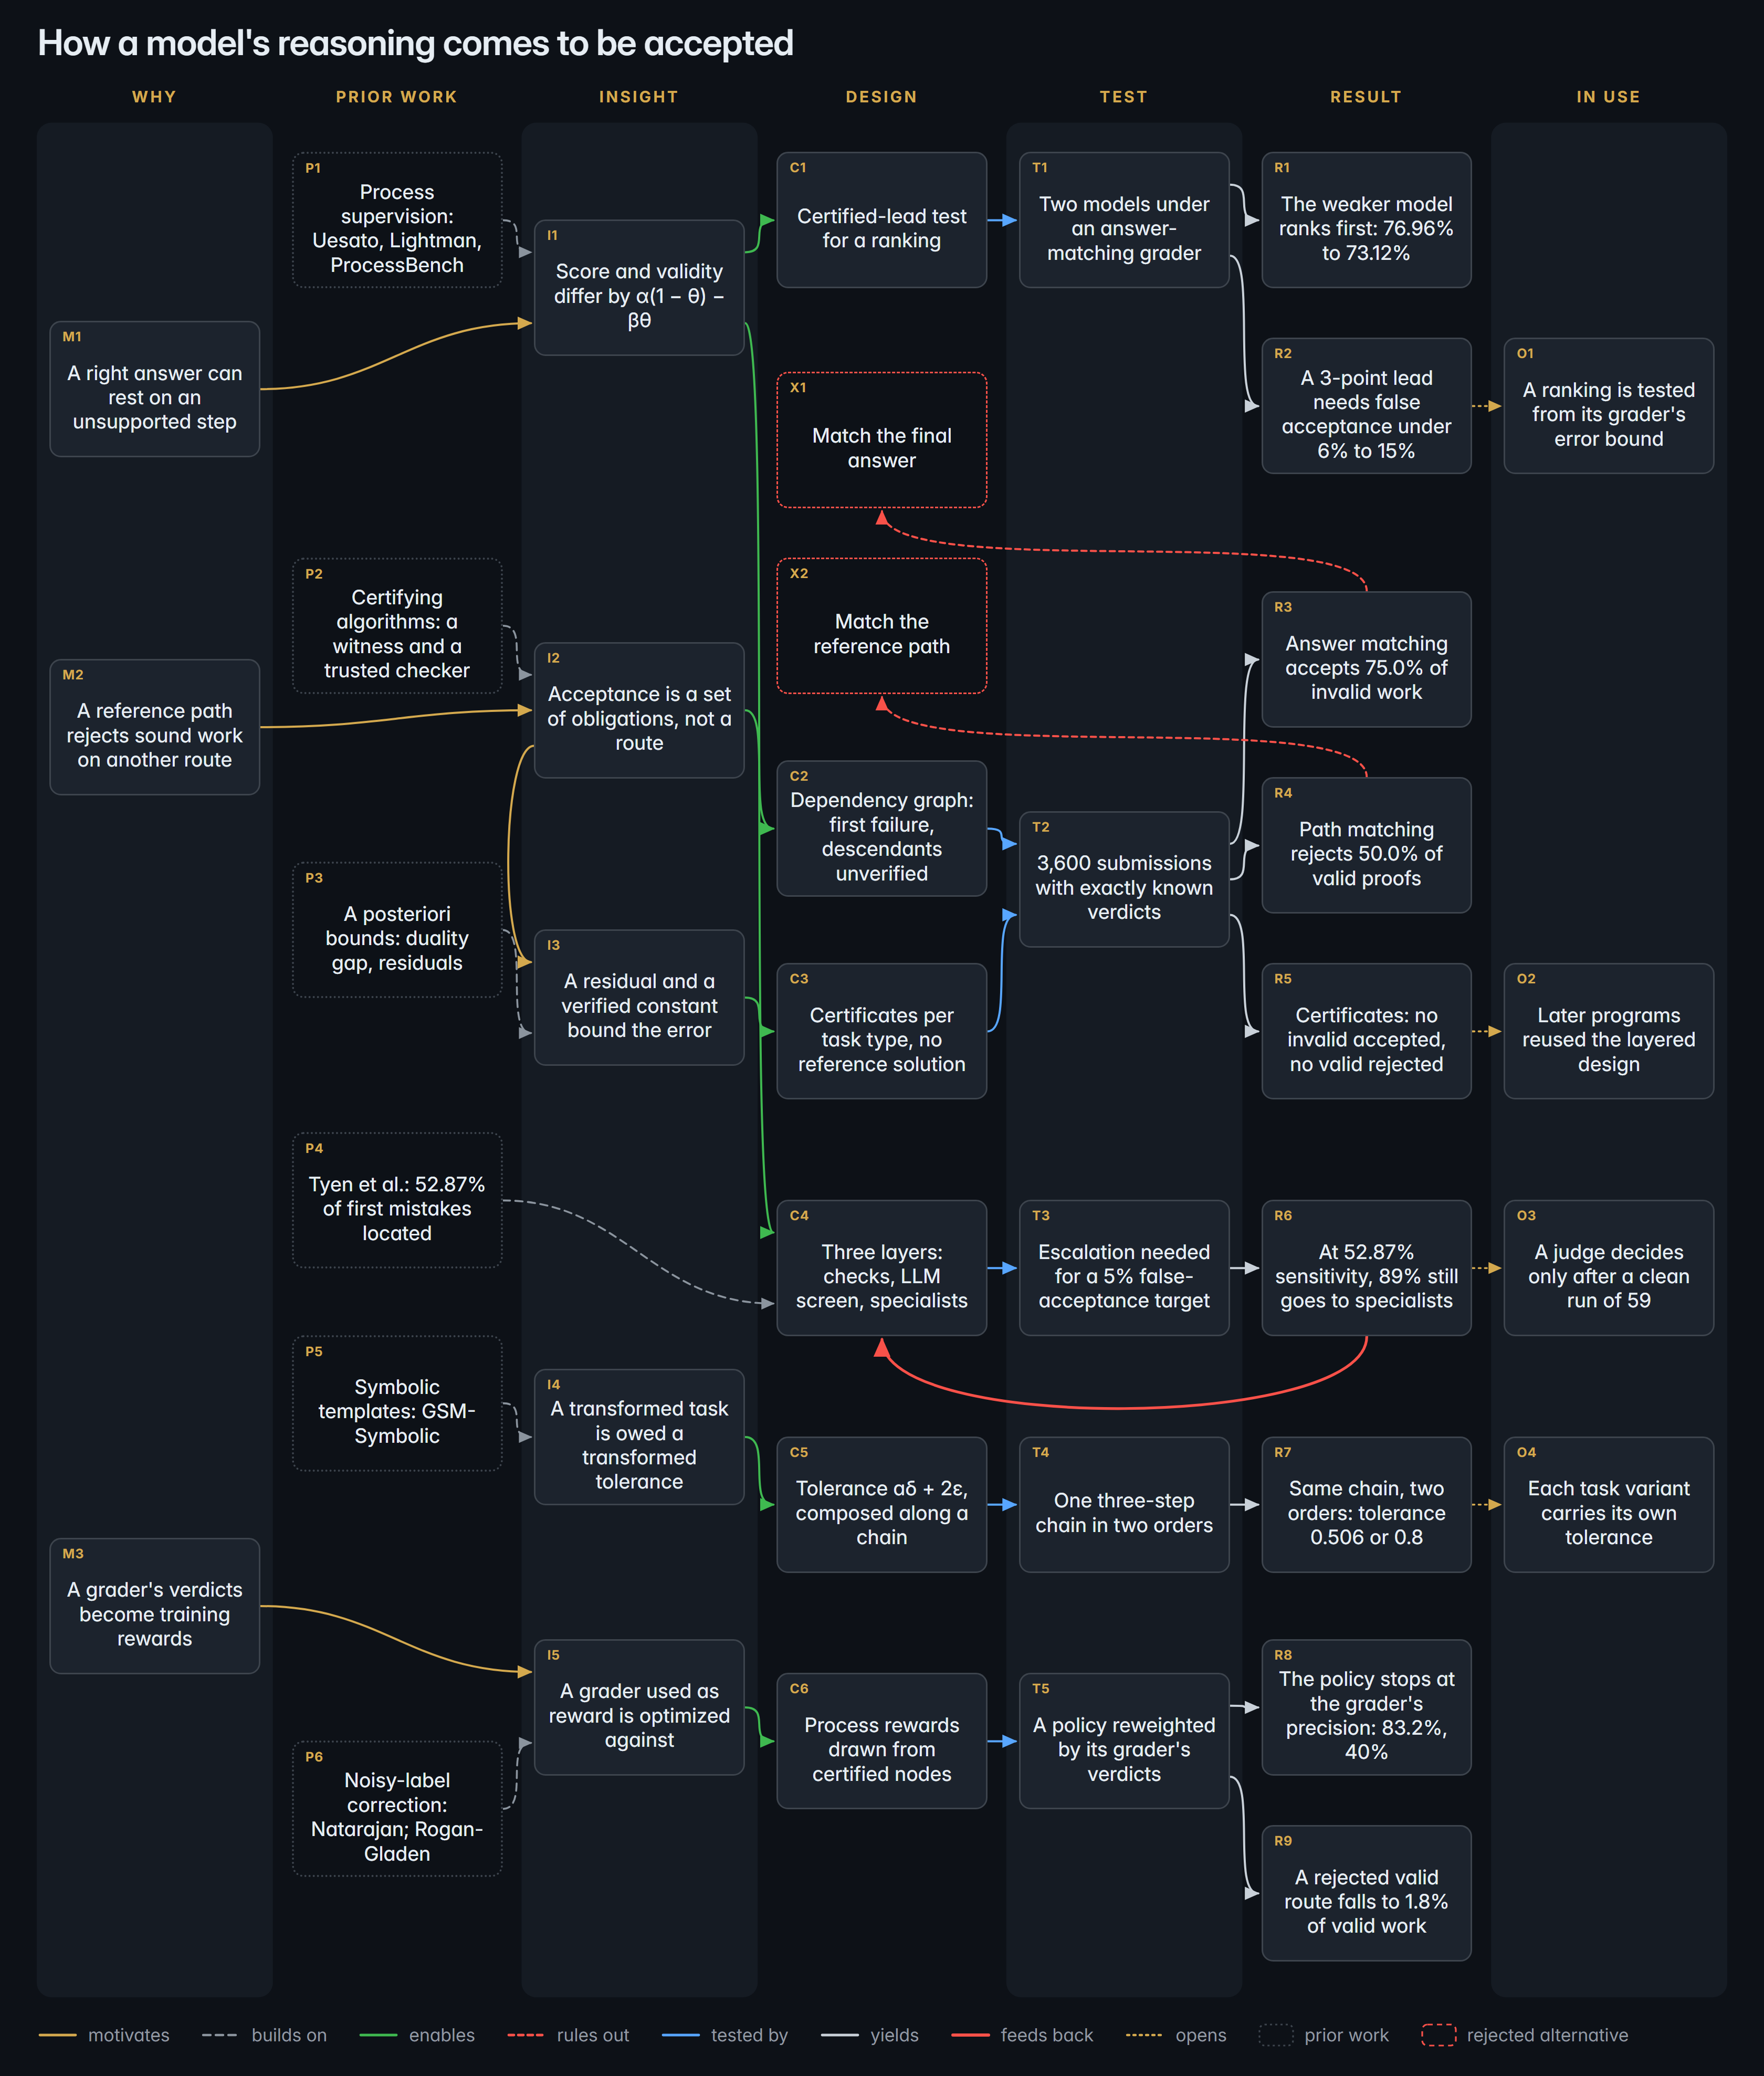 How a model's reasoning comes to be accepted
WHY
PRIOR WORK
INSIGHT
DESIGN
TEST
RESULT
IN USE
M1
A right answer can
rest on an
unsupported step
M2
A reference path
rejects sound work
on another route
M3
A grader's verdicts
become training
rewards
P1
Process
supervision:
Uesato, Lightman,
ProcessBench
P2
Certifying
algorithms: a
witness and a
trusted checker
P3
A posteriori
bounds: duality
gap, residuals
P4
Tyen et al.: 52.87%
of first mistakes
located
P5
Symbolic
templates: GSM-
Symbolic
P6
Noisy-label
correction:
Natarajan; Rogan-
Gladen
I1
Score and validity
differ by α(1 − θ) −
βθ
I2
Acceptance is a set
of obligations, not a
route
I3
A residual and a
verified constant
bound the error
I4
A transformed task
is owed a
transformed
tolerance
I5
A grader used as
reward is optimized
against
C1
Certified-lead test
for a ranking
X1
Match the final
answer
X2
Match the
reference path
C2
Dependency graph:
first failure,
descendants
unverified
C3
Certificates per
task type, no
reference solution
C4
Three layers:
checks, LLM
screen, specialists
C5
Tolerance aδ + 2ε,
composed along a
chain
C6
Process rewards
drawn from
certified nodes
T1
Two models under
an answer-
matching grader
T2
3,600 submissions
with exactly known
verdicts
T3
Escalation needed
for a 5% false-
acceptance target
T4
One three-step
chain in two orders
T5
A policy reweighted
by its grader's
verdicts
R1
The weaker model
ranks first: 76.96%
to 73.12%
R2
A 3-point lead
needs false
acceptance under
6% to 15%
R3
Answer matching
accepts 75.0% of
invalid work
R4
Path matching
rejects 50.0% of
valid proofs
R5
Certificates: no
invalid accepted,
no valid rejected
R6
At 52.87%
sensitivity, 89% still
goes to specialists
R7
Same chain, two
orders: tolerance
0.506 or 0.8
R8
The policy stops at
the grader's
precision: 83.2%,
40%
R9
A rejected valid
route falls to 1.8%
of valid work
O1
A ranking is tested
from its grader's
error bound
O2
Later programs
reused the layered
design
O3
A judge decides
only after a clean
run of 59
O4
Each task variant
carries its own
tolerance
motivates
builds on
enables
rules out
tested by
yields
feeds back
opens
prior work
rejected alternative